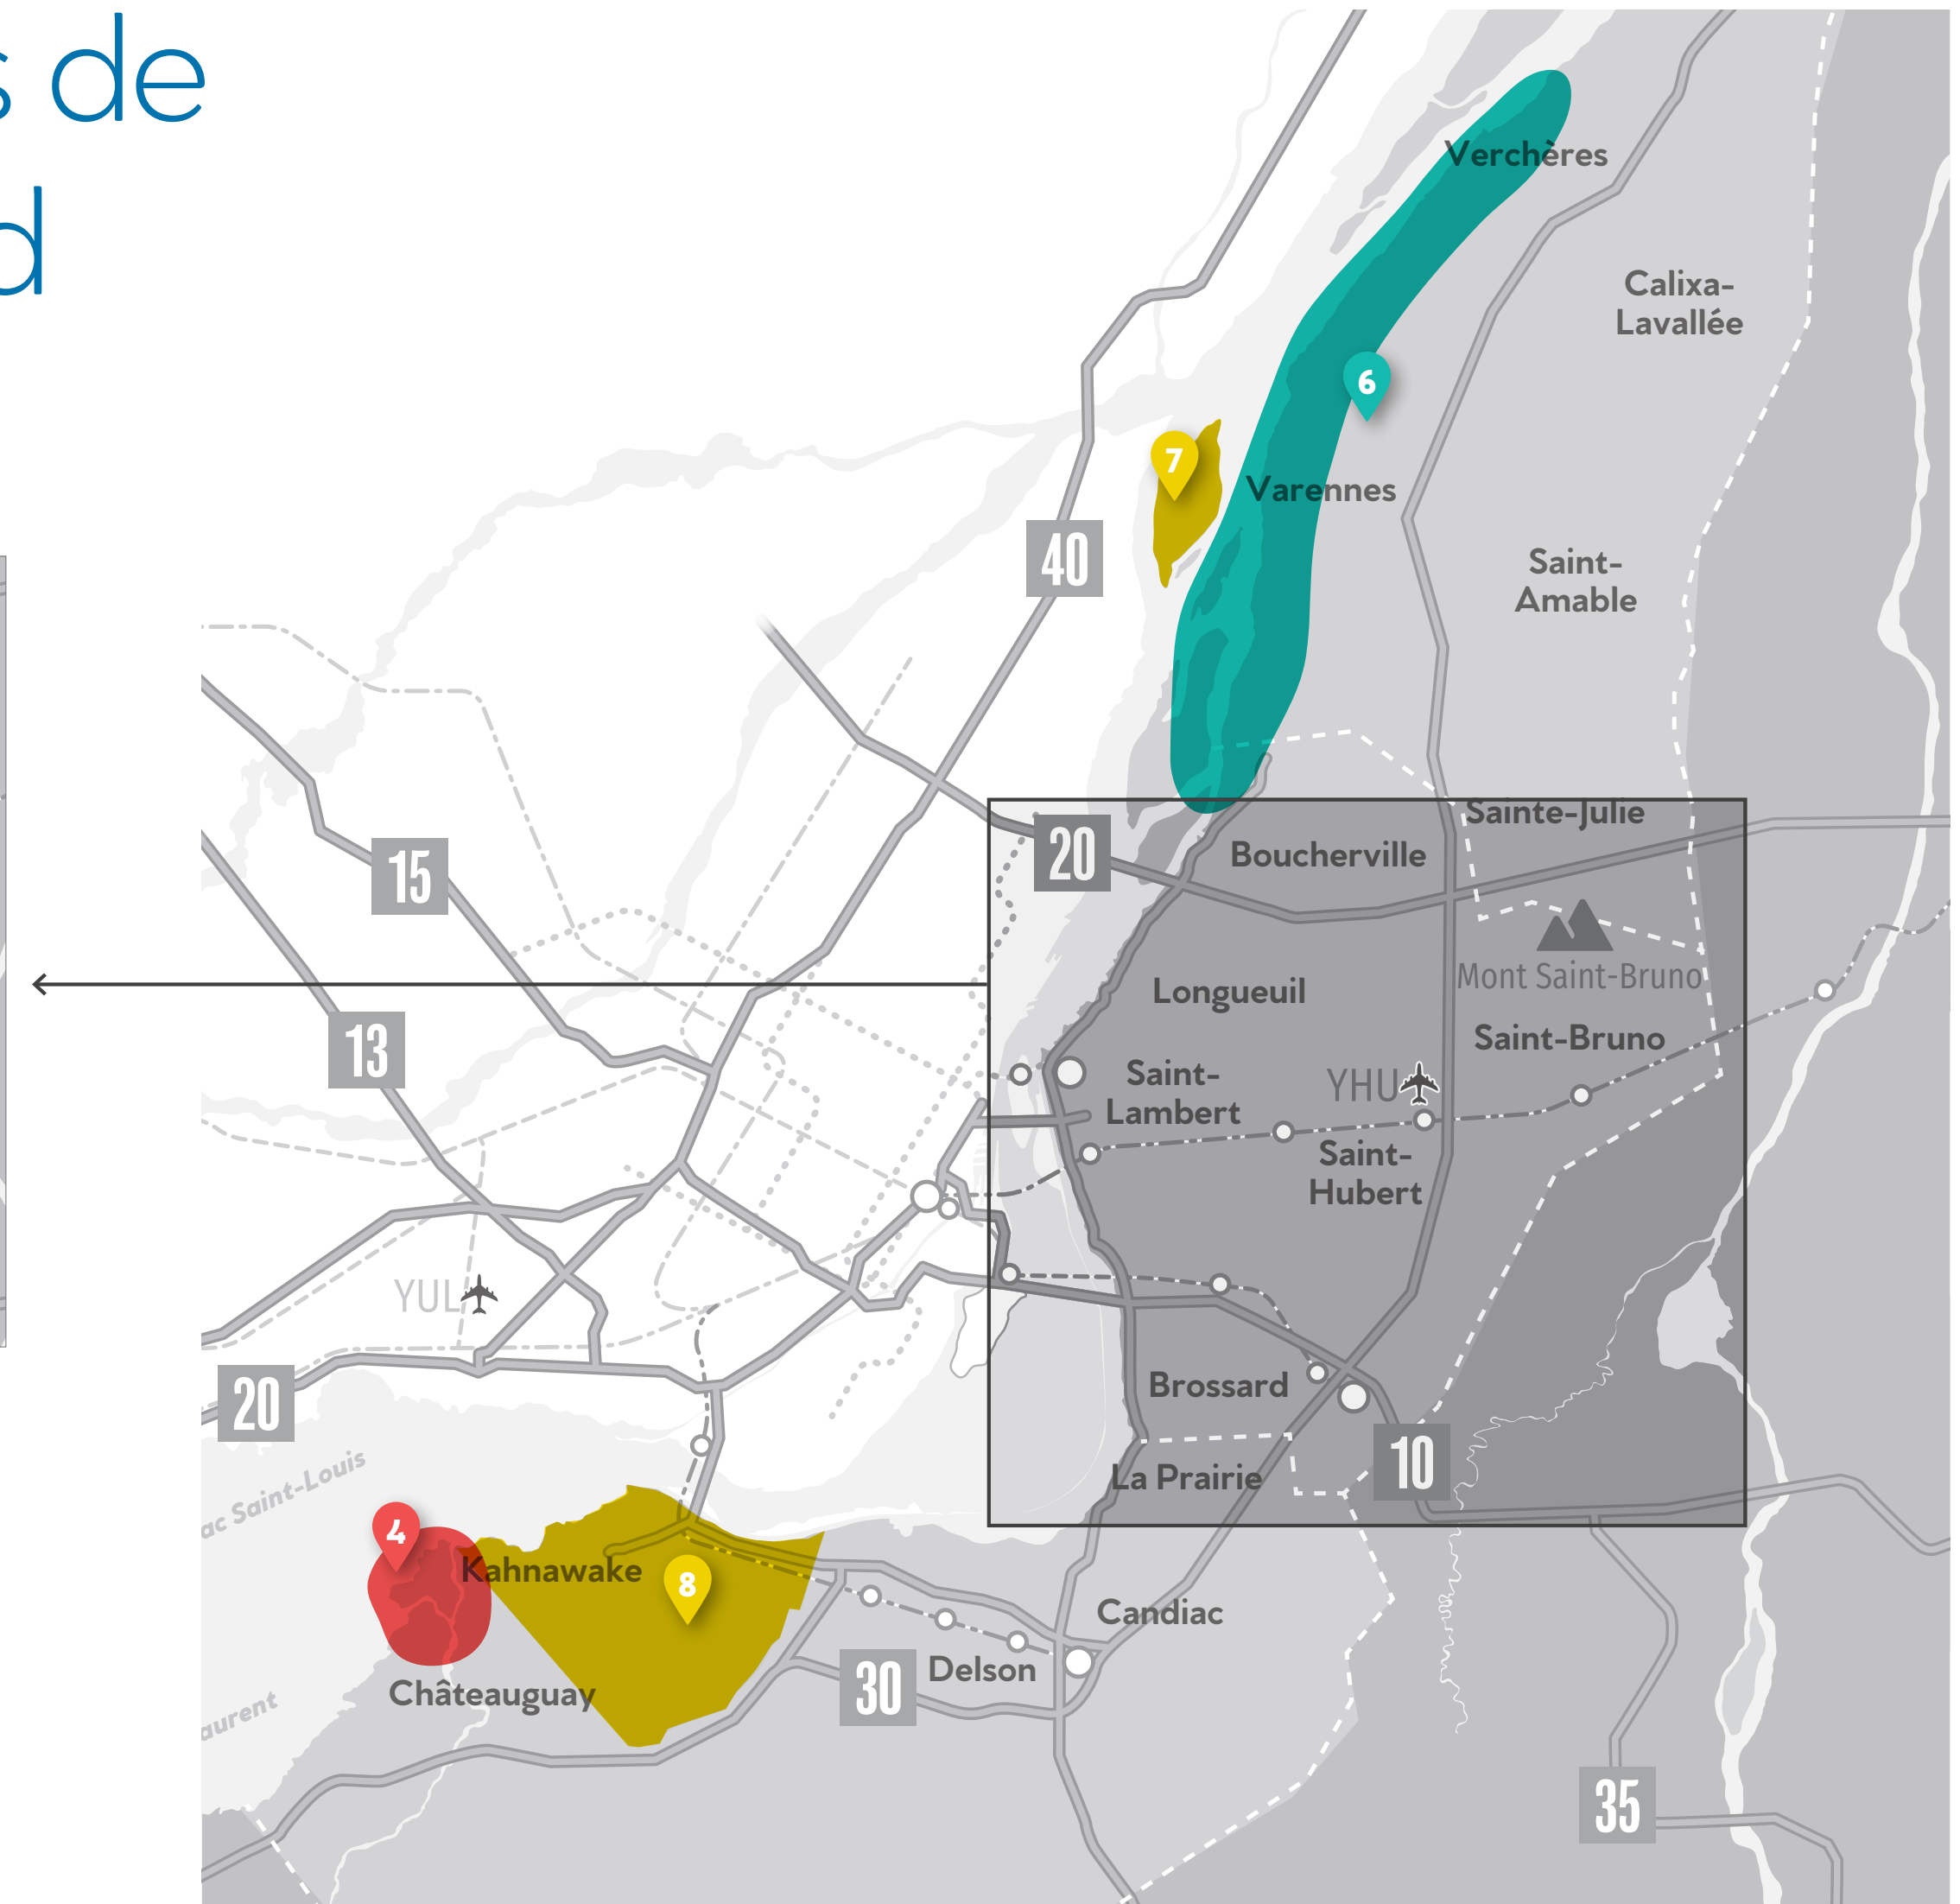 s de
d
Verchères
Calixa-
Lavallée
6
7
Varennes
40
Saint-
Amable
Sainte-Julie
20
Boucherville
15
Mont Saint-Bruno
Longueuil
13
Saint-Bruno
Saint-
Lambert
YHU
Saint-
Hubert
YUL
Brossard
20
10
La Prairie
ac Saint-Louis
4
Kahnawake
8
Candiac
Delson
30
Châteauguay
aurent
35